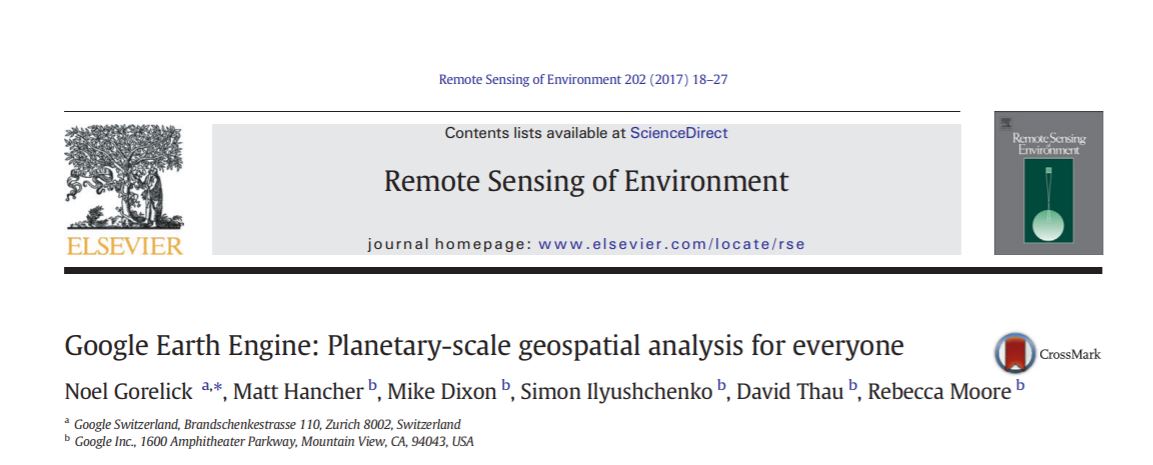 Remote Sensing of Environment 202 (2017) 18–27
Contents lists available at ScienceDirect
Remote Sensing of Environment
journal homepage: www.elsevier.com/locate/rse
ELSEVIER
Remote Sensing
of
Environment
Google Earth Engine: Planetary-scale geospatial analysis for everyone
CrossMark
Noel Gorelick a,*, Matt Hancher b, Mike Dixon b, Simon Ilyushchenko b, David Thau b, Rebecca Moore b
a Google Switzerland, Brandschenkestrasse 110, Zurich 8002, Switzerland
b Google Inc., 1600 Amphitheater Parkway, Mountain View, CA, 94043, USA